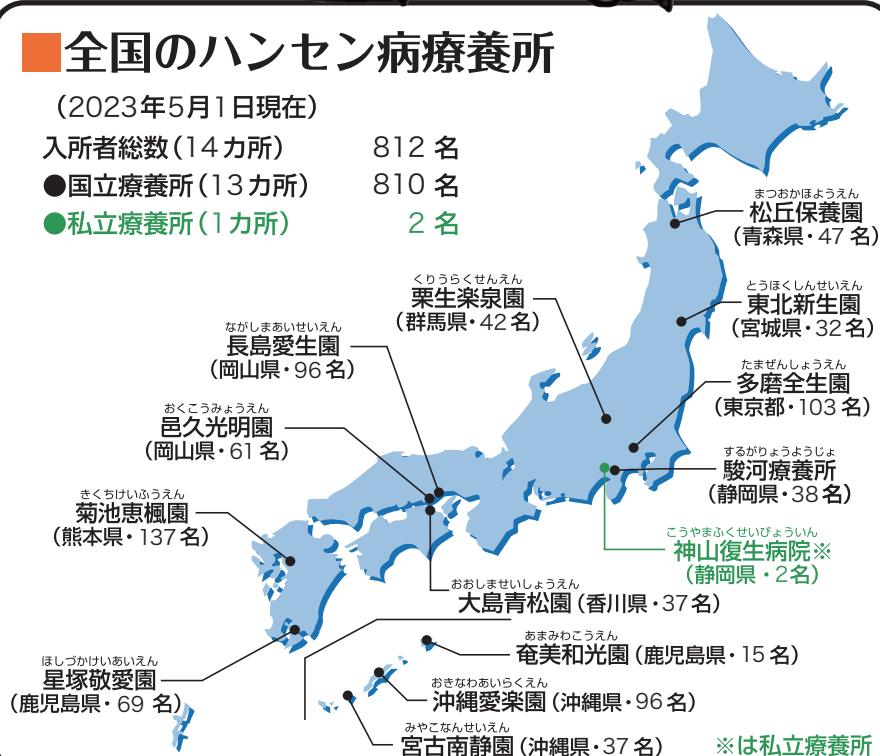 ■全国のハンセン病療養所
（2023年5月1日現在）
入所者総数（14カ所） 812 名
●国立療養所（13カ所） 810 名
●私立療養所（1カ所） 2 名
まつおかほようえん
松丘保養園
（青森県・47 名）
くりうらくせんえん
栗生楽泉園
（群馬県・42名）
とうほくしんせいえん
東北新生園
（宮城県・32名）
ながしまあいせいえん
長島愛生園
（岡山県・96名）
たまぜんしょうえん
多磨全生園
（東京都・103名）
おくこうみょうえん
邑久光明園
（岡山県・61名）
するがりょうようじょ
駿河療養所
（静岡県・38名）
きくちけいふうえん
菊池恵楓園
（熊本県・137名）
こうやまふくせいびょういん
神山復生病院※
（静岡県・2名）
おおしませいしょうえん
大島青松園（香川県・37名）
あまみわこうえん
奄美和光園（鹿児島県・15名）
ほしづかけいあいえん
星塚敬愛園
（鹿児島県・69名）
おきなわあいらくえん
沖縄愛楽園（沖縄県・96名）
みやこなんせいえん
宮古南静園（沖縄県・37名）
※は私立療養所